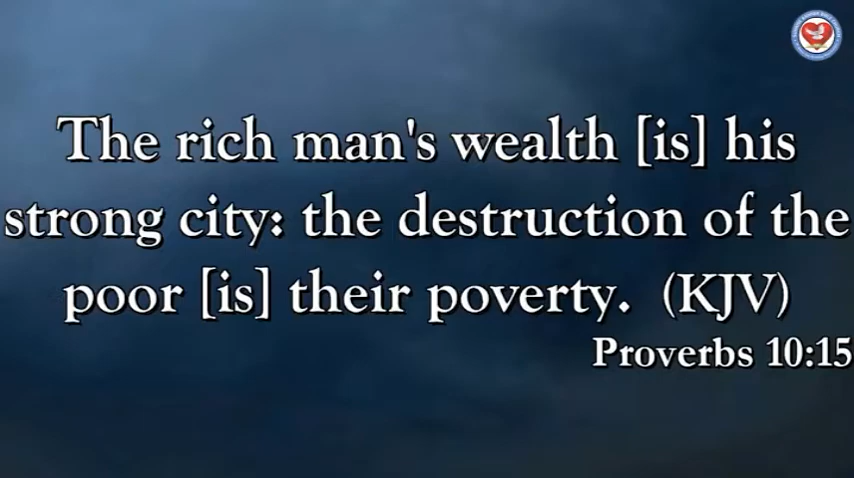 The rich man's wealth [is] his
strong city: the destruction of the
poor [is] their poverty.  (KJV)
Proverbs 10:15